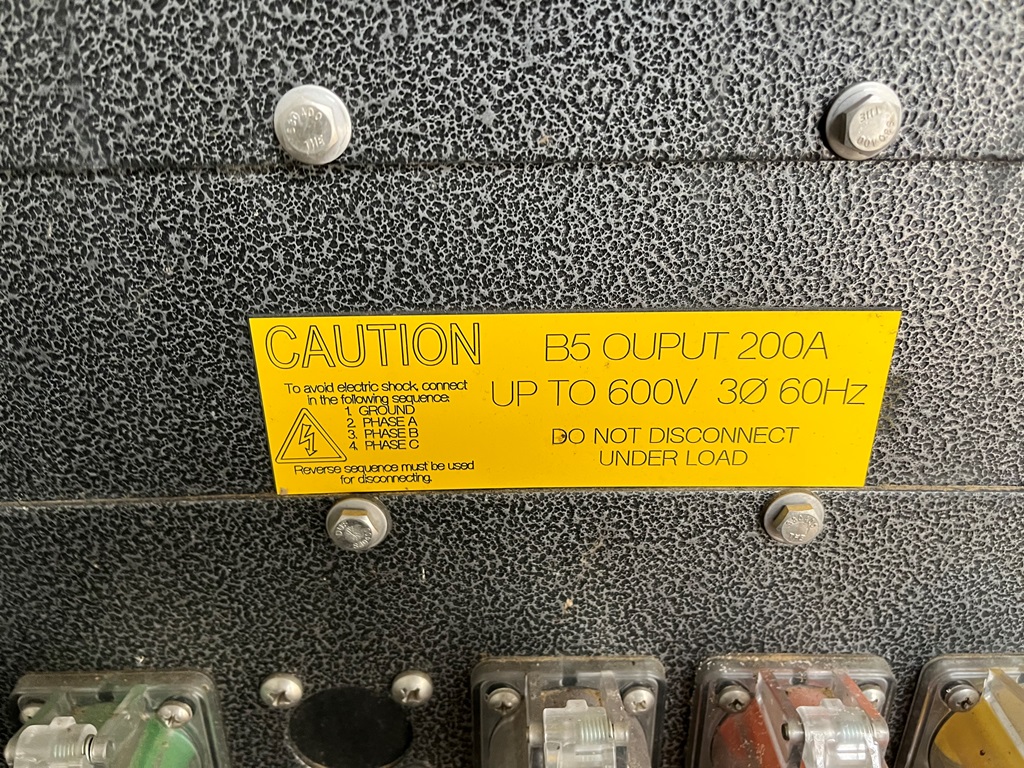 CAUTION
To avoid electric shock, connect
in the following sequence:
1. GROUND
2. PHASE A
3. PHASE B
4. PHASE C
Reverse sequence must be used
for disconnecting.
B5 OUPUT 200A
UP TO 600V 3Ø 60Hz
DO NOT DISCONNECT
UNDER LOAD